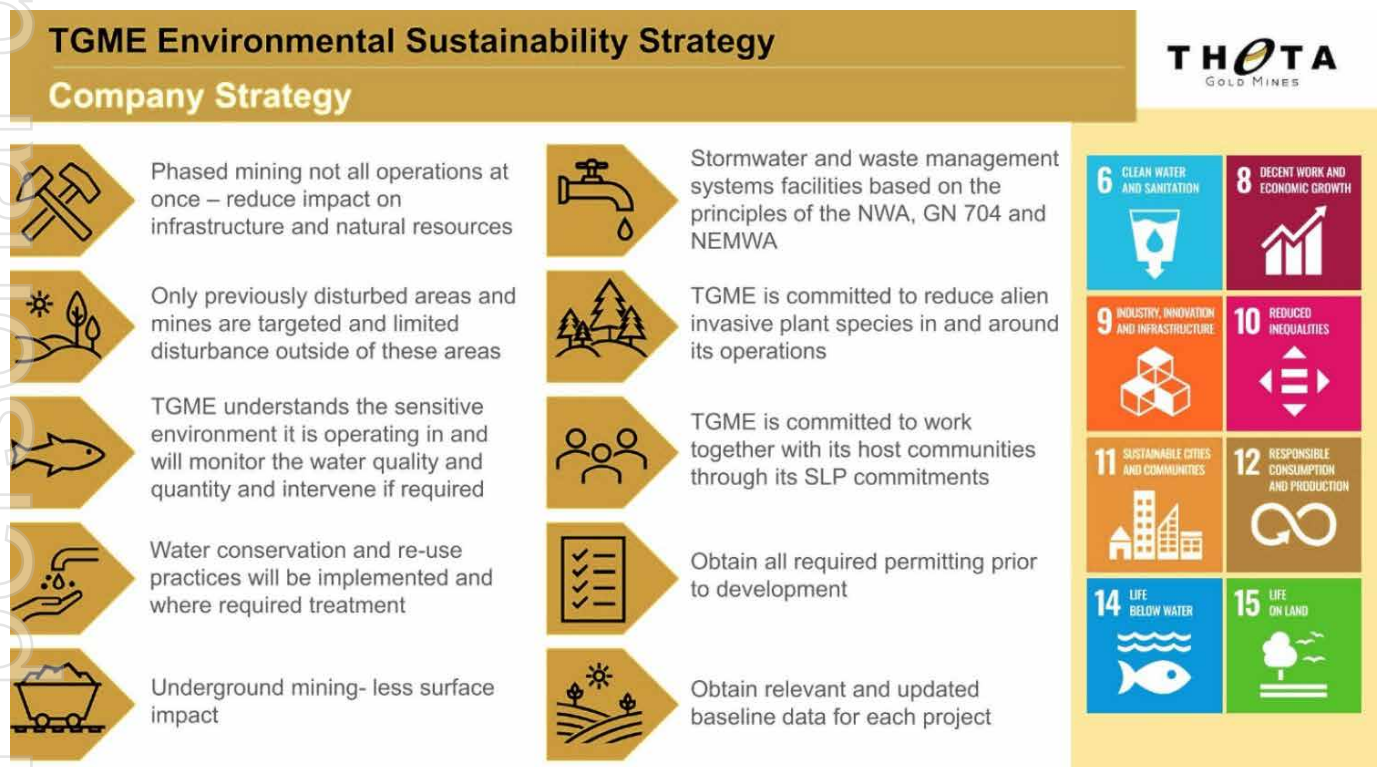 TGME Environmental Sustainability Strategy
Company Strategy
THETA
GOLD MINES
Phased mining not all operations at
once – reduce impact on
infrastructure and natural resources
Only previously disturbed areas and
mines are targeted and limited
disturbance outside of these areas
TGME understands the sensitive
environment it is operating in and
will monitor the water quality and
quantity and intervene if required
Water conservation and re-use
practices will be implemented and
where required treatment
Underground mining- less surface
impact
Stormwater and waste management
systems facilities based on the
principles of the NWA, GN 704 and
NEMWA
TGME is committed to reduce alien
invasive plant species in and around
its operations
TGME is committed to work
together with its host communities
through its SLP commitments
Obtain all required permitting prior
to development
Obtain relevant and updated
baseline data for each project
6 CLEAN WATER
AND SANITATION
8 DECENT WORK AND
ECONOMIC GROWTH
9 INDUSTRY, INNOVATION
AND INFRASTRUCTURE
10 REDUCED
INEQUALITIES
11 SUSTAINABLE CITIES
AND COMMUNITIES
12 RESPONSIBLE
CONSUMPTION
AND PRODUCTION
14 LIFE
BELOW WATER
15 LIFE
ON LAND